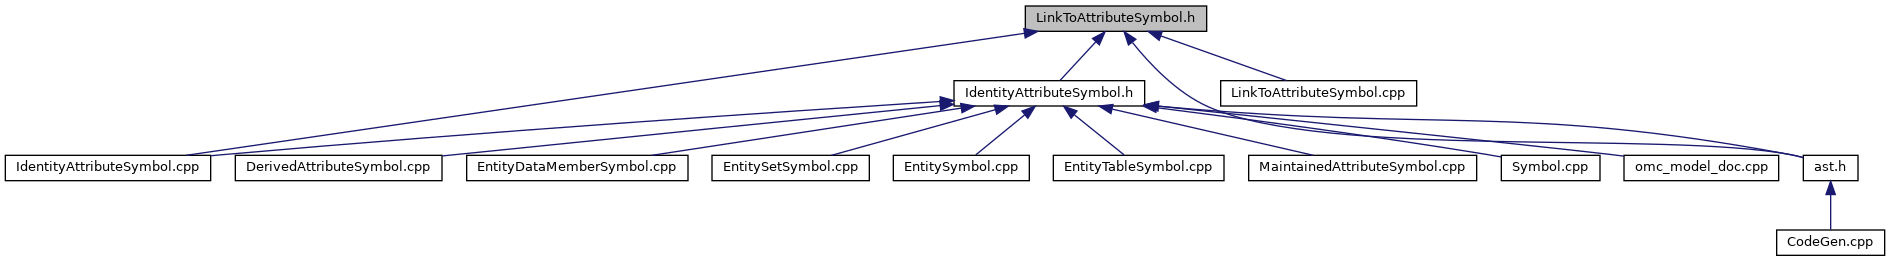 LinkToAttributeSymbol.h
IdentityAttributeSymbol.h
LinkToAttributeSymbol.cpp
IdentityAttributeSymbol.cpp
DerivedAttributeSymbol.cpp
EntityDataMemberSymbol.cpp
EntitySetSymbol.cpp
EntitySymbol.cpp
EntityTableSymbol.cpp
MaintainedAttributeSymbol.cpp
Symbol.cpp
omc_model_doc.cpp
ast.h
CodeGen.cpp